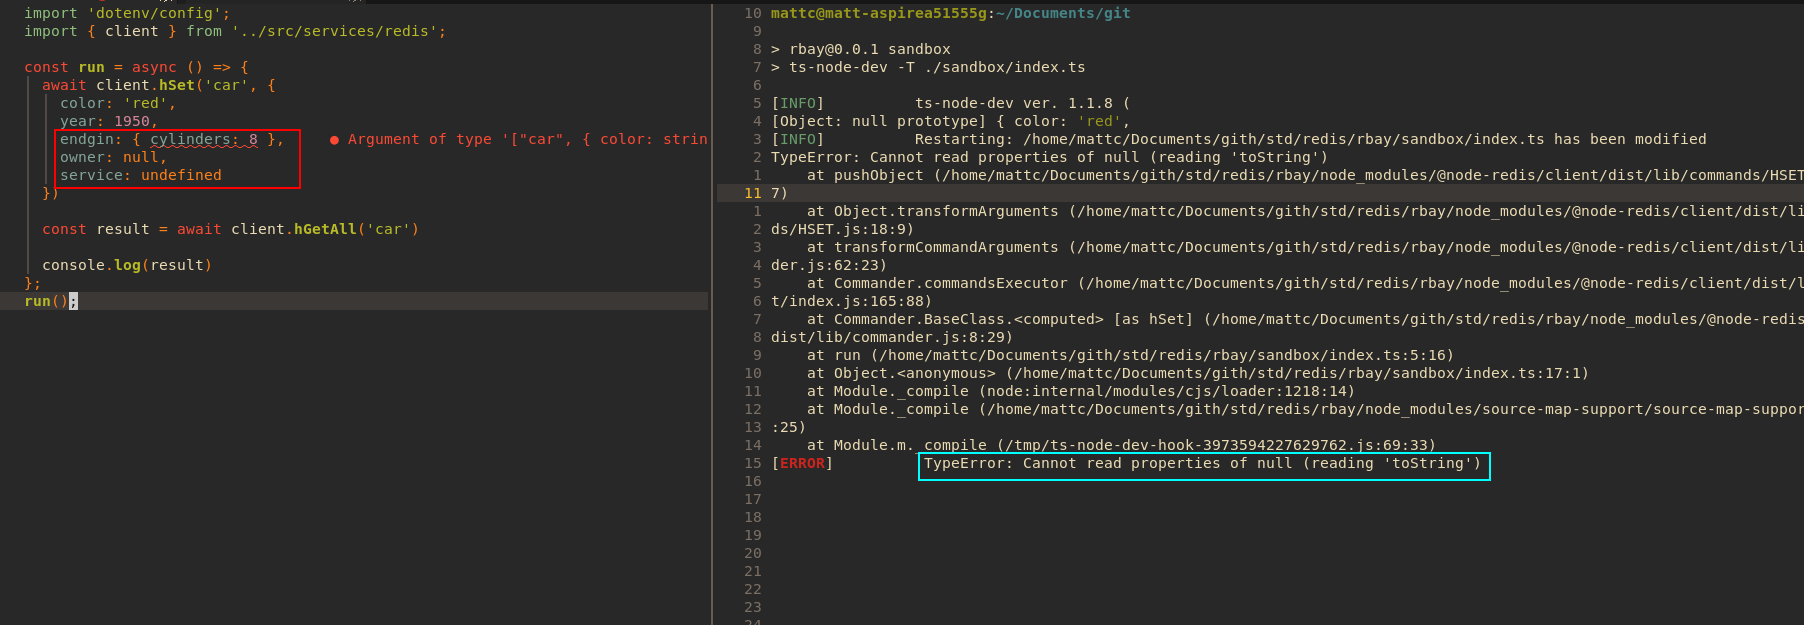 import 'dotenv/config';
import { client } from '../src/services/redis';
const run = async () => {
await client.hSet('car', {
color: 'red',
year: 1950,
endgin: { cylinders: 8 }, ● Argument of type '["car", { color: strin
owner: null,
service: undefined
})
const result = await client.hGetAll('car')
console.log(result)
};
run();
10 mattc@matt-aspirea51555g:~/Documents/git
9
8 > rbay@0.0.1 sandbox
7 > ts-node-dev -T ./sandbox/index.ts
6
5 [INFO] ts-node-dev ver. 1.1.8 (
4 [Object: null prototype] { color: 'red',
3 [INFO] Restarting: /home/mattc/Documents/gith/std/redis/rbay/sandbox/index.ts has been modified
2 TypeError: Cannot read properties of null (reading 'toString')
1 at pushObject (/home/mattc/Documents/gith/std/redis/rbay/node_modules/@node-redis/client/dist/lib/commands/HSET
11 7)
1 at Object.transformArguments (/home/mattc/Documents/gith/std/redis/rbay/node_modules/@node-redis/client/dist/li
2 ds/HSET.js:18:9)
3 at transformCommandArguments (/home/mattc/Documents/gith/std/redis/rbay/node_modules/@node-redis/client/dist/li
4 der.js:62:23)
5 at Commander.commandsExecutor (/home/mattc/Documents/gith/std/redis/rbay/node_modules/@node-redis/client/dist/l
6 t/index.js:165:88)
7 at Commander.BaseClass.<computed> [as hSet] (/home/mattc/Documents/gith/std/redis/rbay/node_modules/@node-redis
8 dist/lib/commander.js:8:29)
9 at run (/home/mattc/Documents/gith/std/redis/rbay/sandbox/index.ts:5:16)
10 at Object.<anonymous> (/home/mattc/Documents/gith/std/redis/rbay/sandbox/index.ts:17:1)
11 at Module._compile (node:internal/modules/cjs/loader:1218:14)
12 at Module._compile (/home/mattc/Documents/gith/std/redis/rbay/node_modules/source-map-support/source-map-suppor
13 :25)
14 at Module.m._compile (/tmp/ts-node-dev-hook-3973594227629762.js:69:33)
15 [ERROR] TypeError: Cannot read properties of null (reading 'toString')
16
17
18
19
20
21
22
23
24